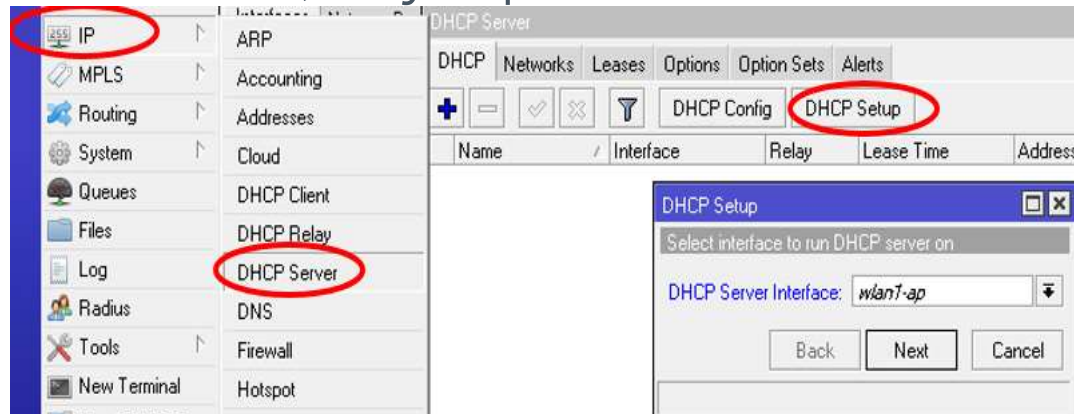 IP
MPLS
Routing
System
Queues
Files
Log
Radius
Tools
New Terminal
ARP
Accounting
Addresses
Cloud
DHCP Client
DHCP Relay
DHCP Server
DNS
Firewall
Hotspot
DHCP Server
DHCP Networks Leases Options Option Sets Alerts
DHCP Config DHCP Setup
Name / Interface Relay Lease Time Address
DHCP Setup
Select interface to run DHCP server on
DHCP Server Interface: wlan1-ap
Back Next Cancel